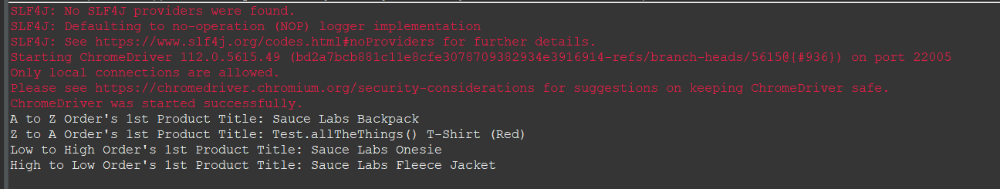 SLF4J: No SLF4J providers were found.
SLF4J: Defaulting to no-operation (NOP) logger implementation
SLF4J: See https://www.slf4j.org/codes.html#noProviders for further details.
Starting ChromeDriver 112.0.5615.49 (bd2a7bcb881c11e8cfe3078709382934e3916914-refs/branch-heads/5615@{#936}) on port 22005
Only local connections are allowed.
Please see https://chromedriver.chromium.org/security-considerations for suggestions on keeping ChromeDriver safe.
ChromeDriver was started successfully.
A to Z Order's 1st Product Title: Sauce Labs Backpack
Z to A Order's 1st Product Title: Test.allTheThings() T-Shirt (Red)
Low to High Order's 1st Product Title: Sauce Labs Onesie
High to Low Order's 1st Product Title: Sauce Labs Fleece Jacket